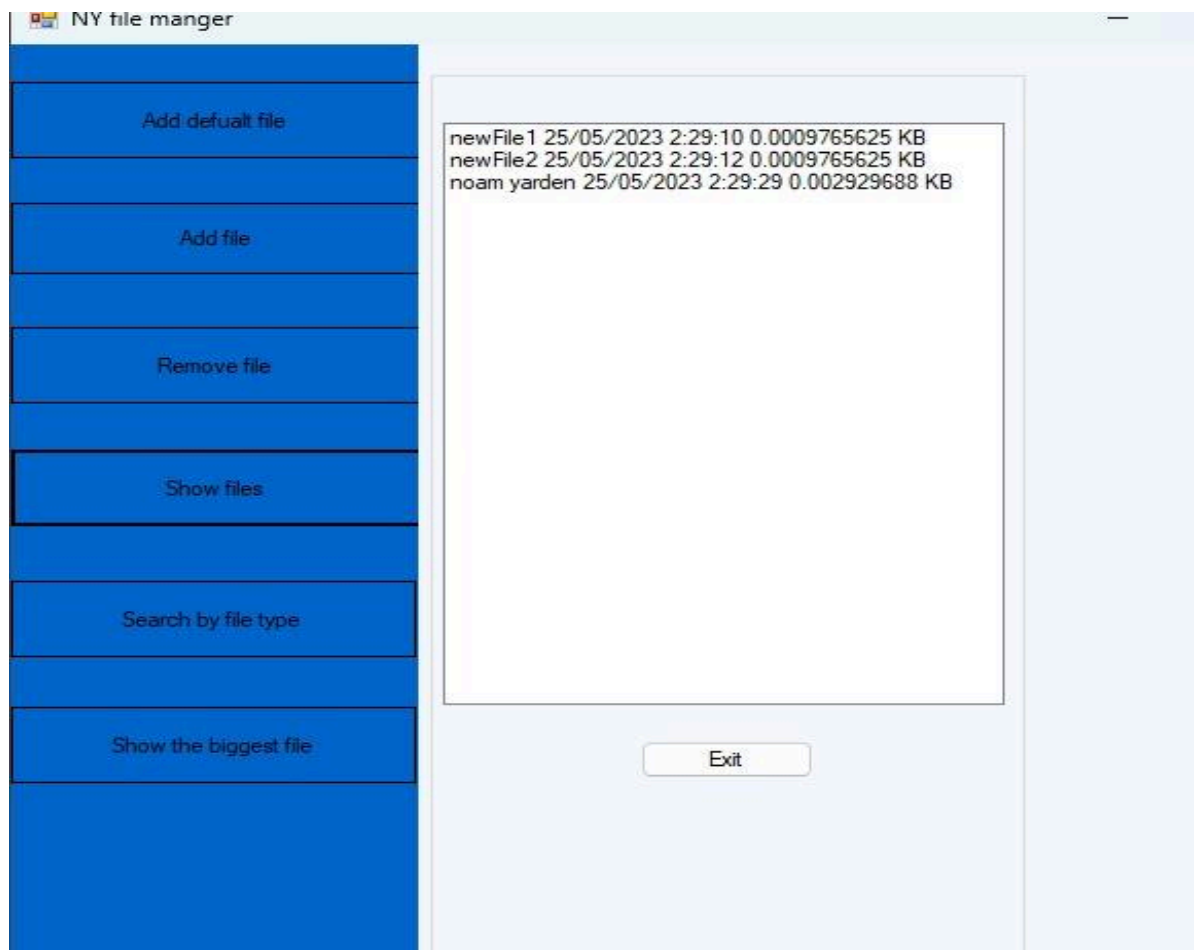 NY file manger
Add defualt file
Add file
Remove file
Show files
Search by file type
Show the biggest file
newFile1 25/05/2023 2:29:10 0.0009765625 KB
newFile2 25/05/2023 2:29:12 0.0009765625 KB
noam yarden 25/05/2023 2:29:29 0.002929688 KB
Exit